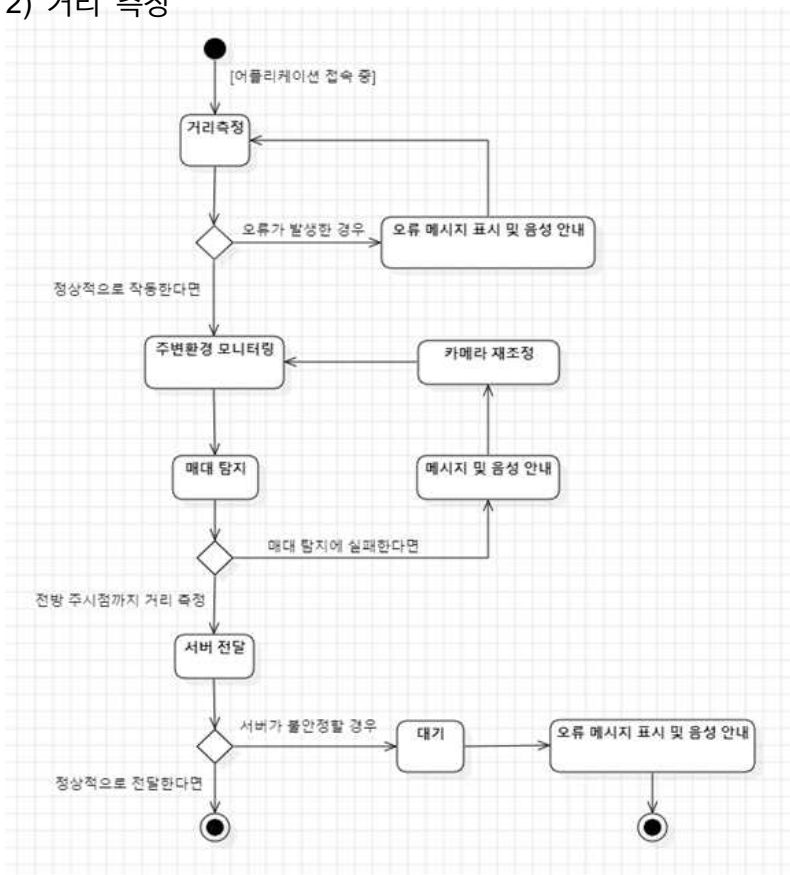 2) 거리 측정
[어플리케이션 접속 중]
거리측정
오류가 발생한 경우
오류 메시지 표시 및 음성 안내
정상적으로 작동한다면
주변환경 모니터링
카메라 재조정
매대 탐지
메시지 및 음성 안내
매대 탐지에 실패한다면
전방 주시점까지 거리 측정
서버 전달
서버가 불안정할 경우
대기
오류 메시지 표시 및 음성 안내
정상적으로 전달한다면